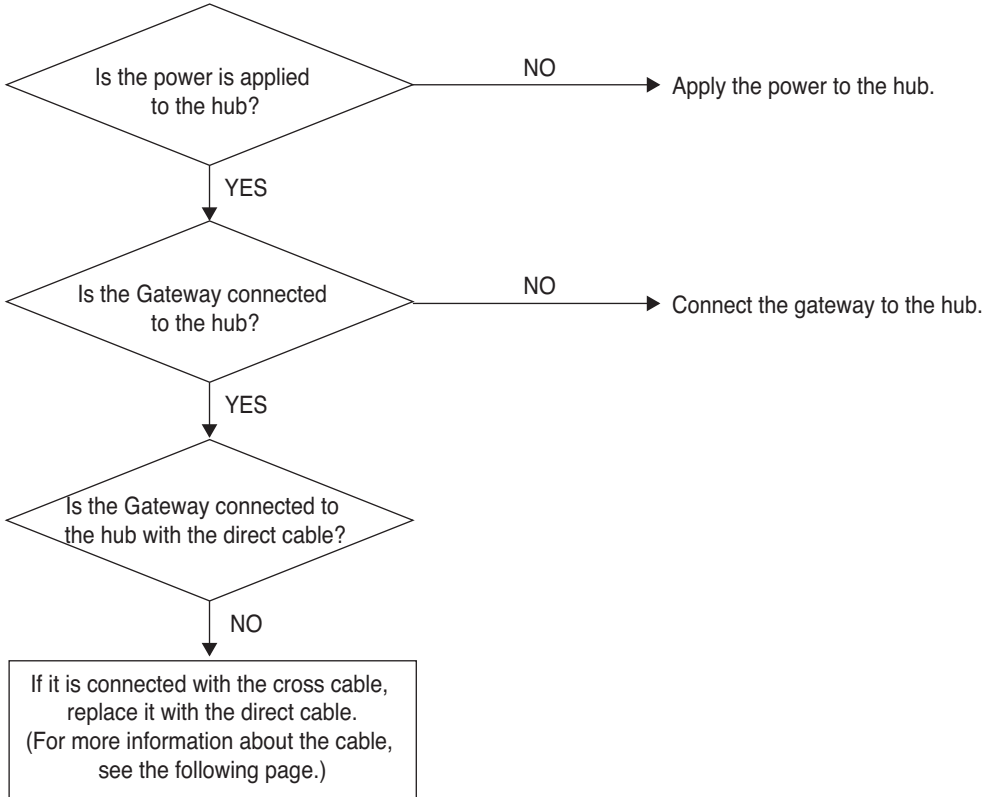 Is the power is applied
to the hub?
NO
Apply the power to the hub.
YES
Is the Gateway connected
to the hub?
NO
Connect the gateway to the hub.
YES
Is the Gateway connected to
the hub with the direct cable?
NO
If it is connected with the cross cable,
replace it with the direct cable.
(For more information about the cable,
see the following page.)